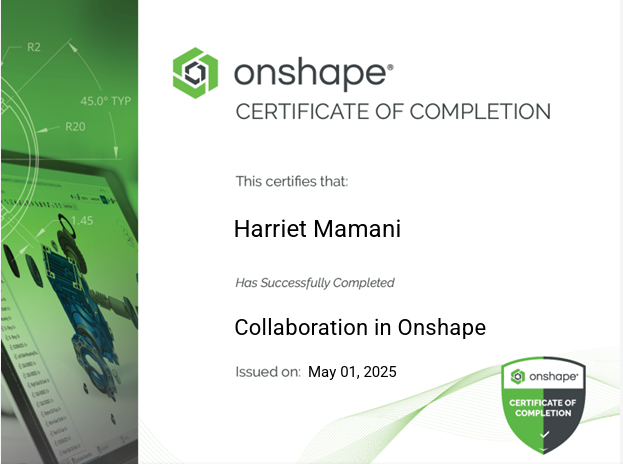 R2
45.0° TYP
R20
1.45
onshape®
CERTIFICATE OF COMPLETION
This certifies that:
Harriet Mamani
Has Successfully Completed
Collaboration in Onshape
Issued on: May 01, 2025
onshape®
CERTIFICATE OF
COMPLETION